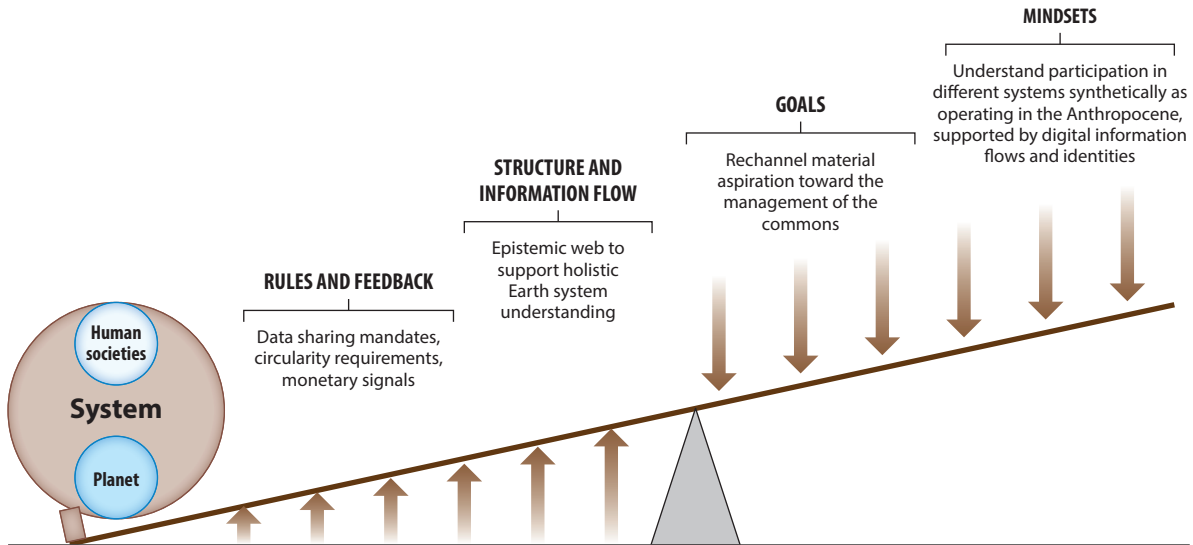 MINDSETS
Understand participation in
different systems synthetically as
operating in the Anthropocene,
supported by digital information
flows and identities
GOALS
Rechannel material
aspiration toward the
management of the
commons
STRUCTURE AND
INFORMATION FLOW
Epistemic web to
support holistic
Earth system
understanding
RULES AND FEEDBACK
Data sharing mandates,
circularity requirements,
monetary signals
Human
societies
System
Planet